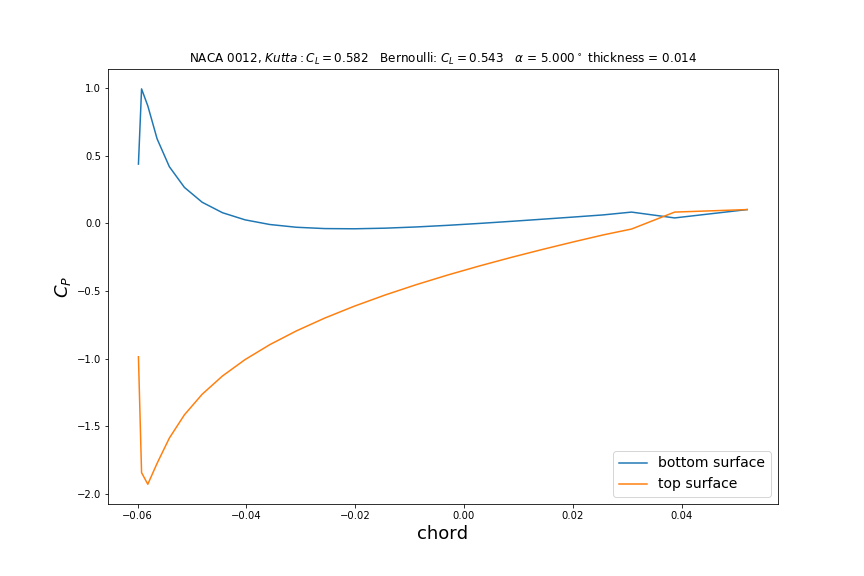 NACA 0012, Kutta : C_L = 0.582 Bernoulli: C_L = 0.543 α = 5.000° thickness = 0.014
1.0
0.5
0.0
−0.5
−1.0
−1.5
−2.0
C_P
bottom surface
top surface
−0.06 −0.04 −0.02 0.00 0.02 0.04
chord